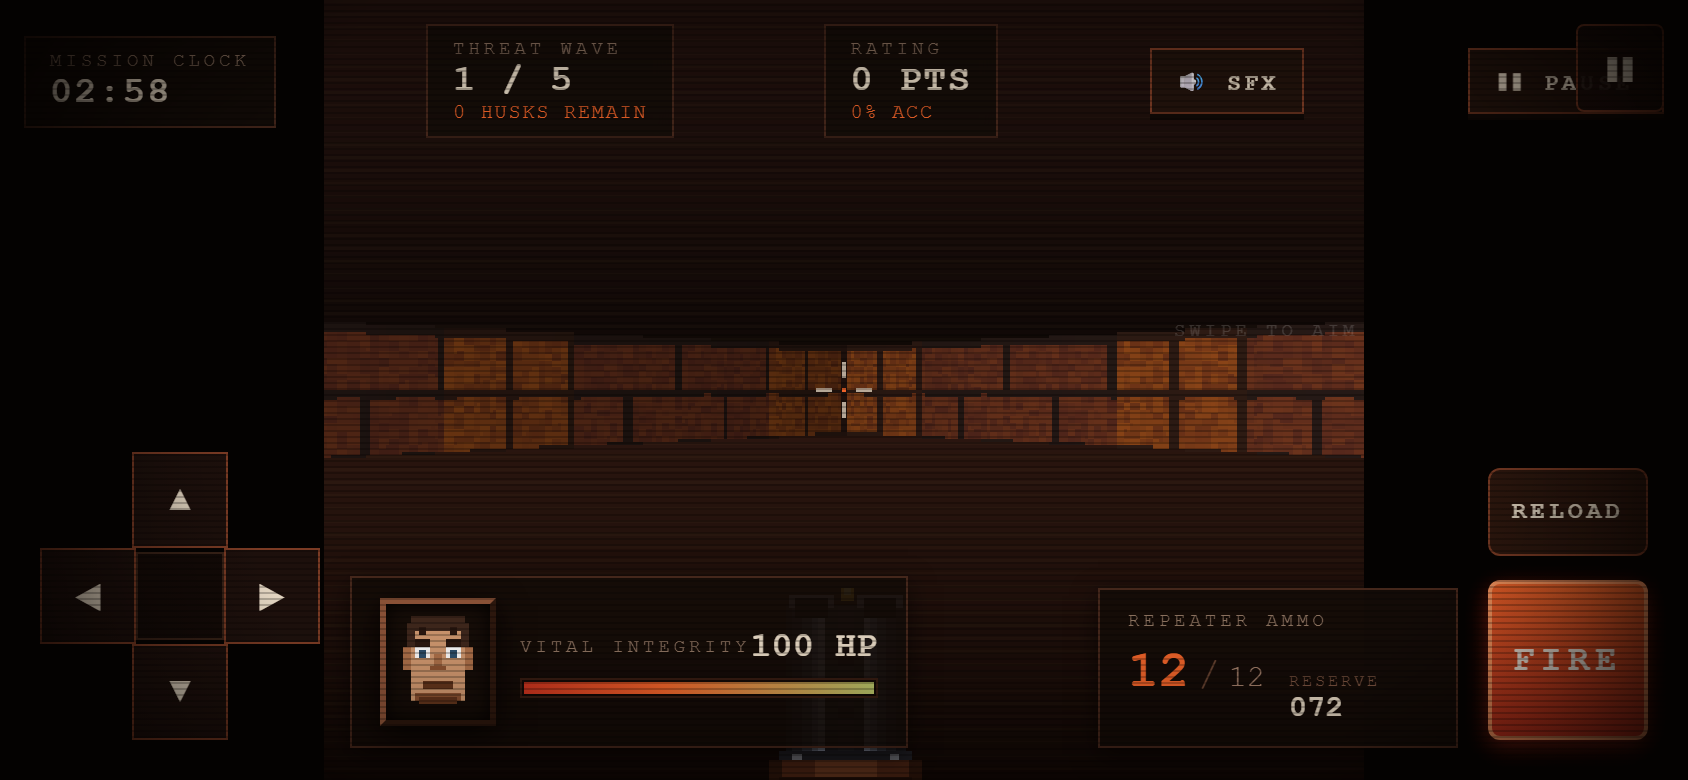 MISSION CLOCK
02:58
THREAT WAVE
1 / 5
0 HUSKS REMAIN
RATING
0 PTS
0% ACC
SFX
PAUSE
SWIPE TO AIM
VITAL INTEGRITY 100 HP
REPEATER AMMO
12 / 12
RESERVE
072
RELOAD
FIRE